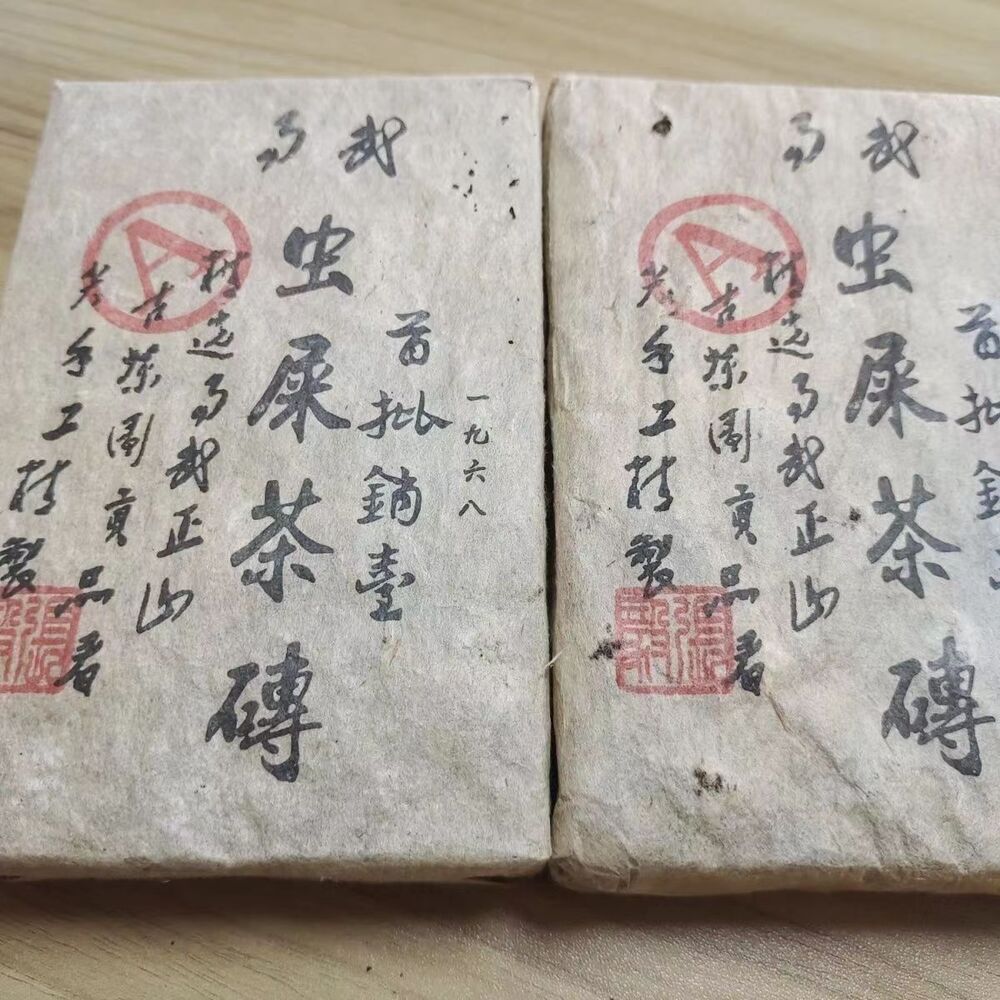 易武
一九六八
首批銷臺
虫屎茶磚
精选易武正山
古茶園貢品
老手工精製
A
易武
首批
虫屎茶磚
精选易武正山
古茶園貢品
老手工精製
A